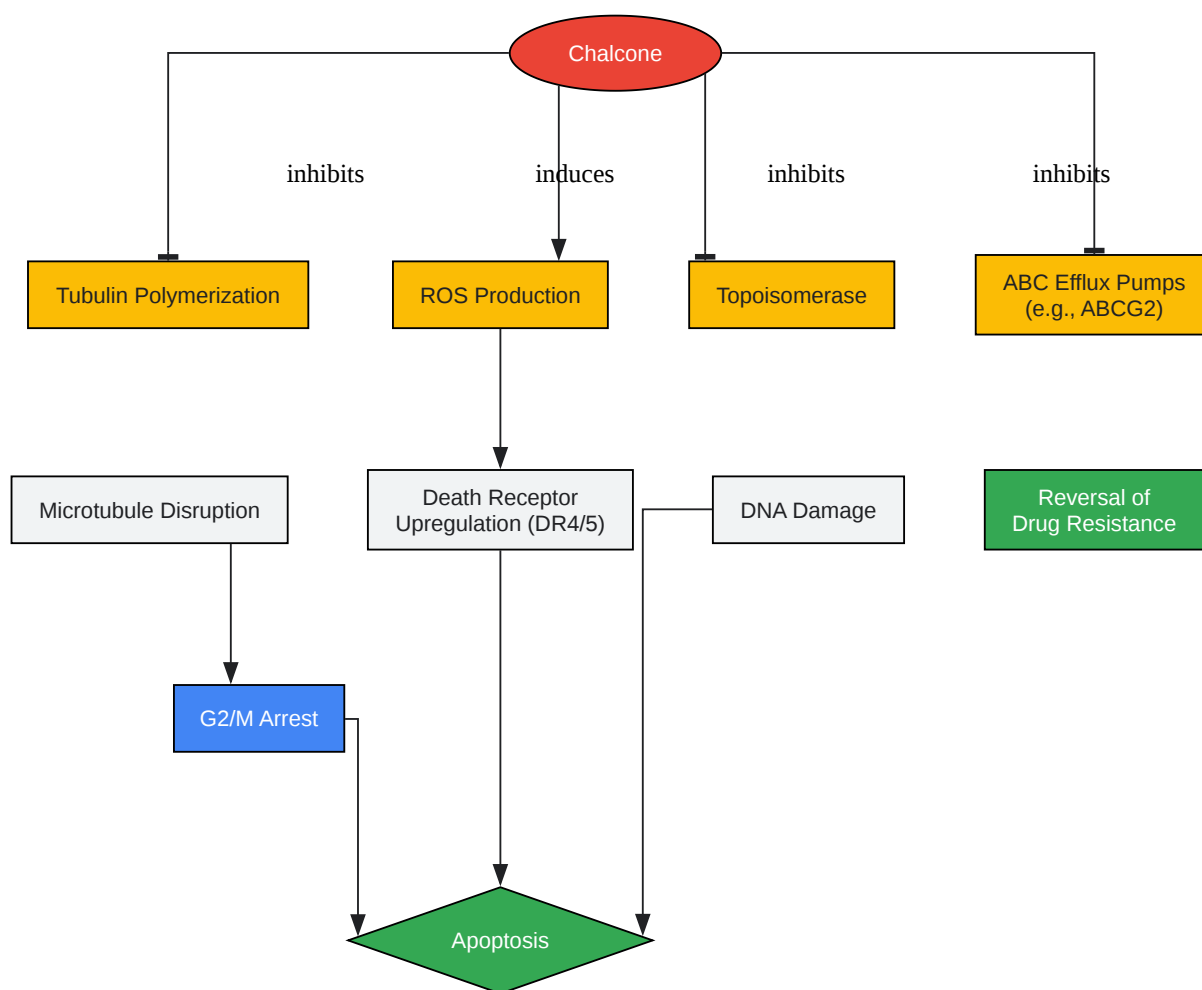 Chalcone
inhibits
induces
inhibits
inhibits
Tubulin Polymerization
ROS Production
Topoisomerase
ABC Efflux Pumps
(e.g., ABCG2)
Microtubule Disruption
Death Receptor
Upregulation (DR4/5)
DNA Damage
Reversal of
Drug Resistance
G2/M Arrest
Apoptosis